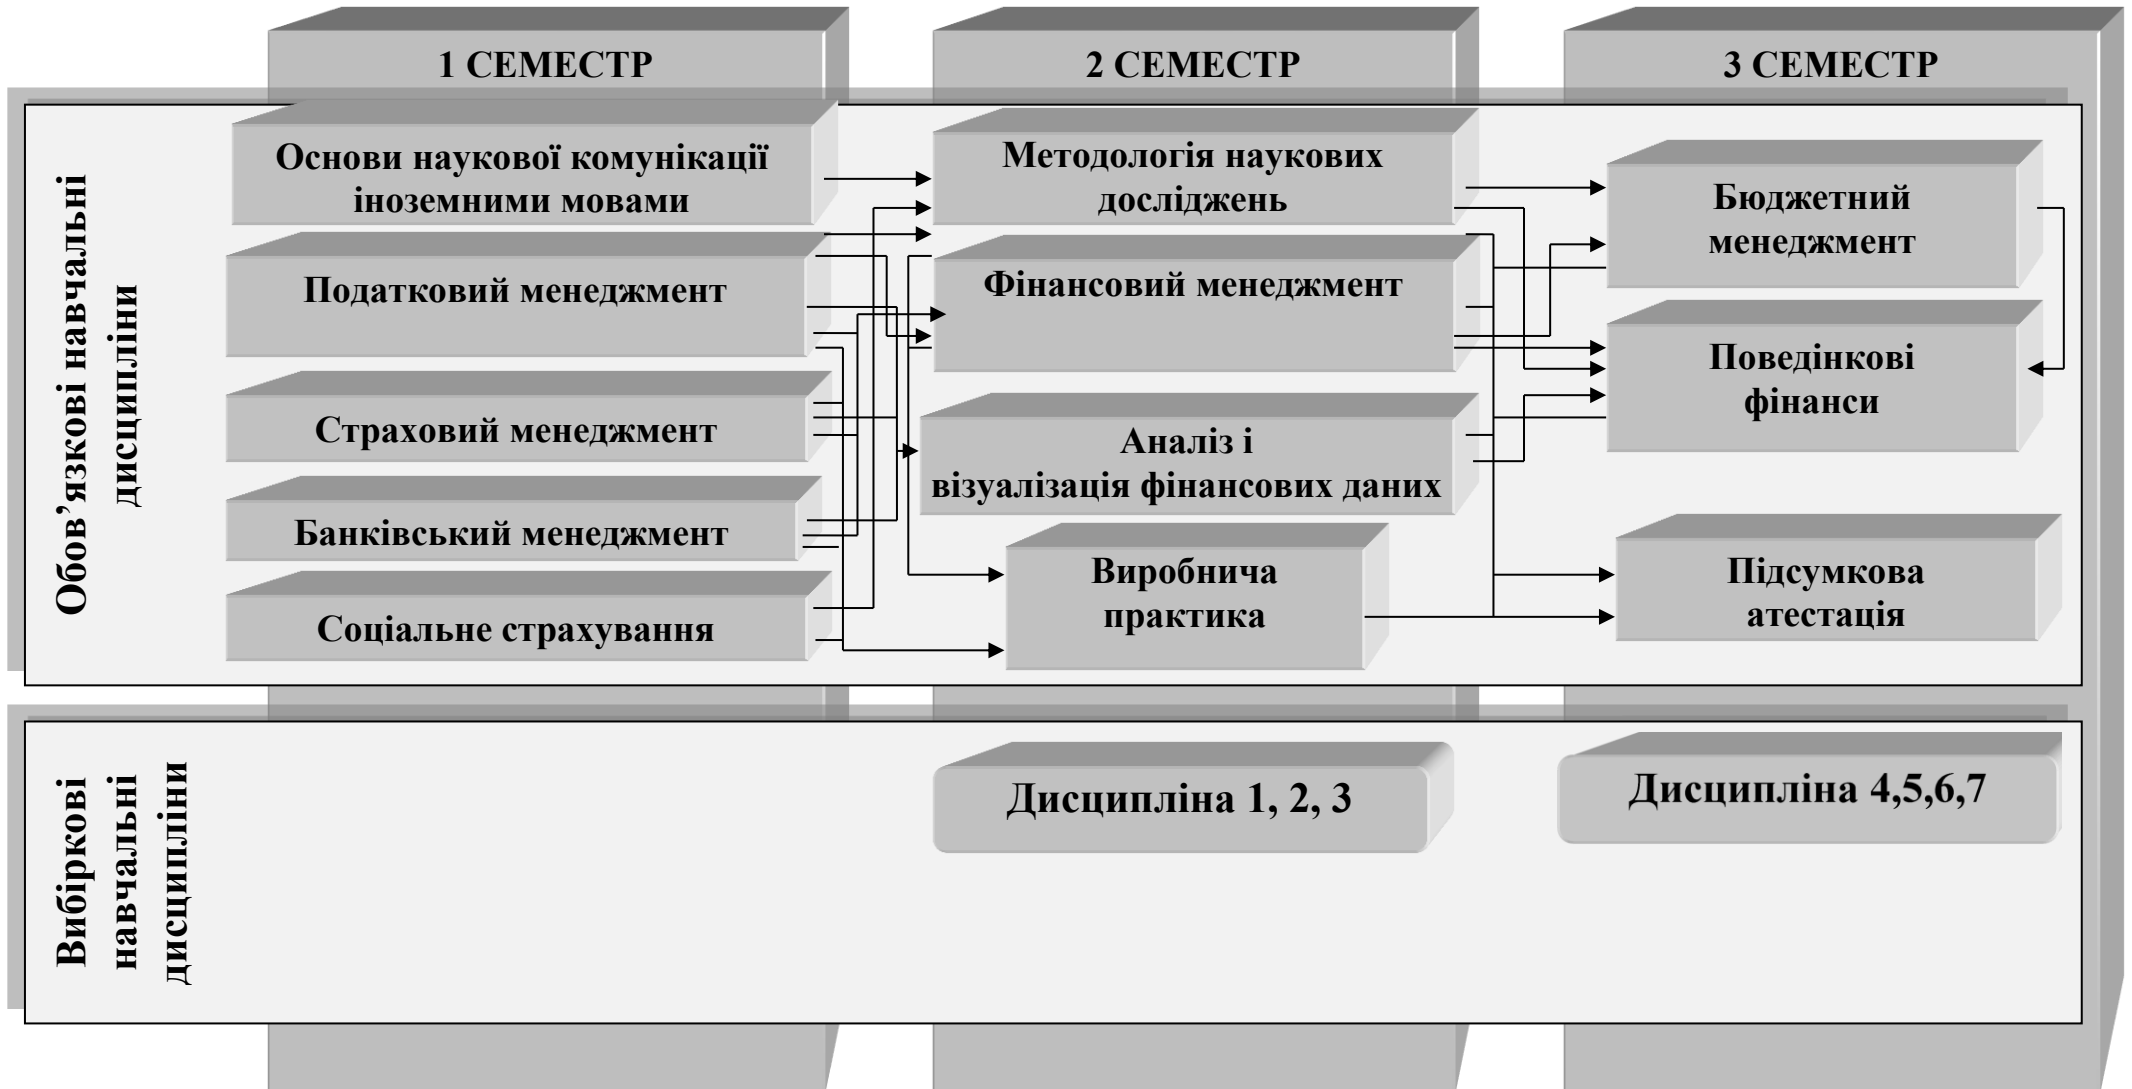 1 СЕМЕСТР
2 СЕМЕСТР
3 СЕМЕСТР
Обов’язкові навчальні
дисципліни
Основи наукової комунікації
іноземними мовами
Податковий менеджмент
Страховий менеджмент
Банківський менеджмент
Соціальне страхування
Методологія наукових
досліджень
Фінансовий менеджмент
Аналіз і
візуалізація фінансових даних
Виробнича
практика
Бюджетний
менеджмент
Поведінкові
фінанси
Підсумкова
атестація
Вибіркові
навчальні
дисципліни
Дисципліна 1, 2, 3
Дисципліна 4,5,6,7